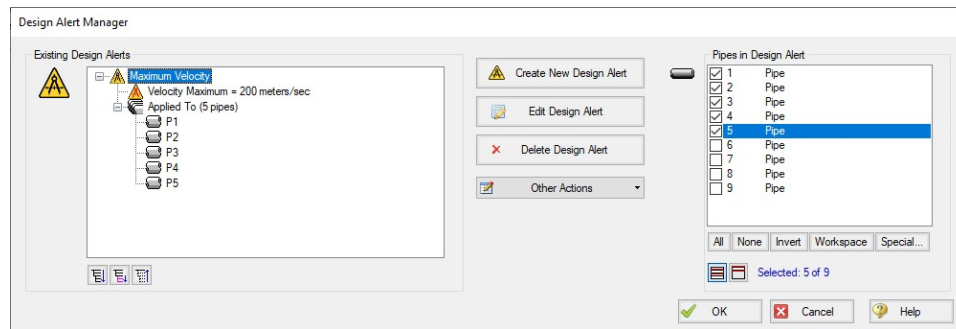 Design Alert Manager
Existing Design Alerts
Maximum Velocity
Velocity Maximum = 200 meters/sec
Applied To (5 pipes)
P1
P2
P3
P4
P5
Create New Design Alert
Edit Design Alert
Delete Design Alert
Other Actions
Pipes in Design Alert
1 Pipe
2 Pipe
3 Pipe
4 Pipe
5 Pipe
6 Pipe
7 Pipe
8 Pipe
9 Pipe
All None Invert Workspace Special...
Selected: 5 of 9
OK Cancel Help